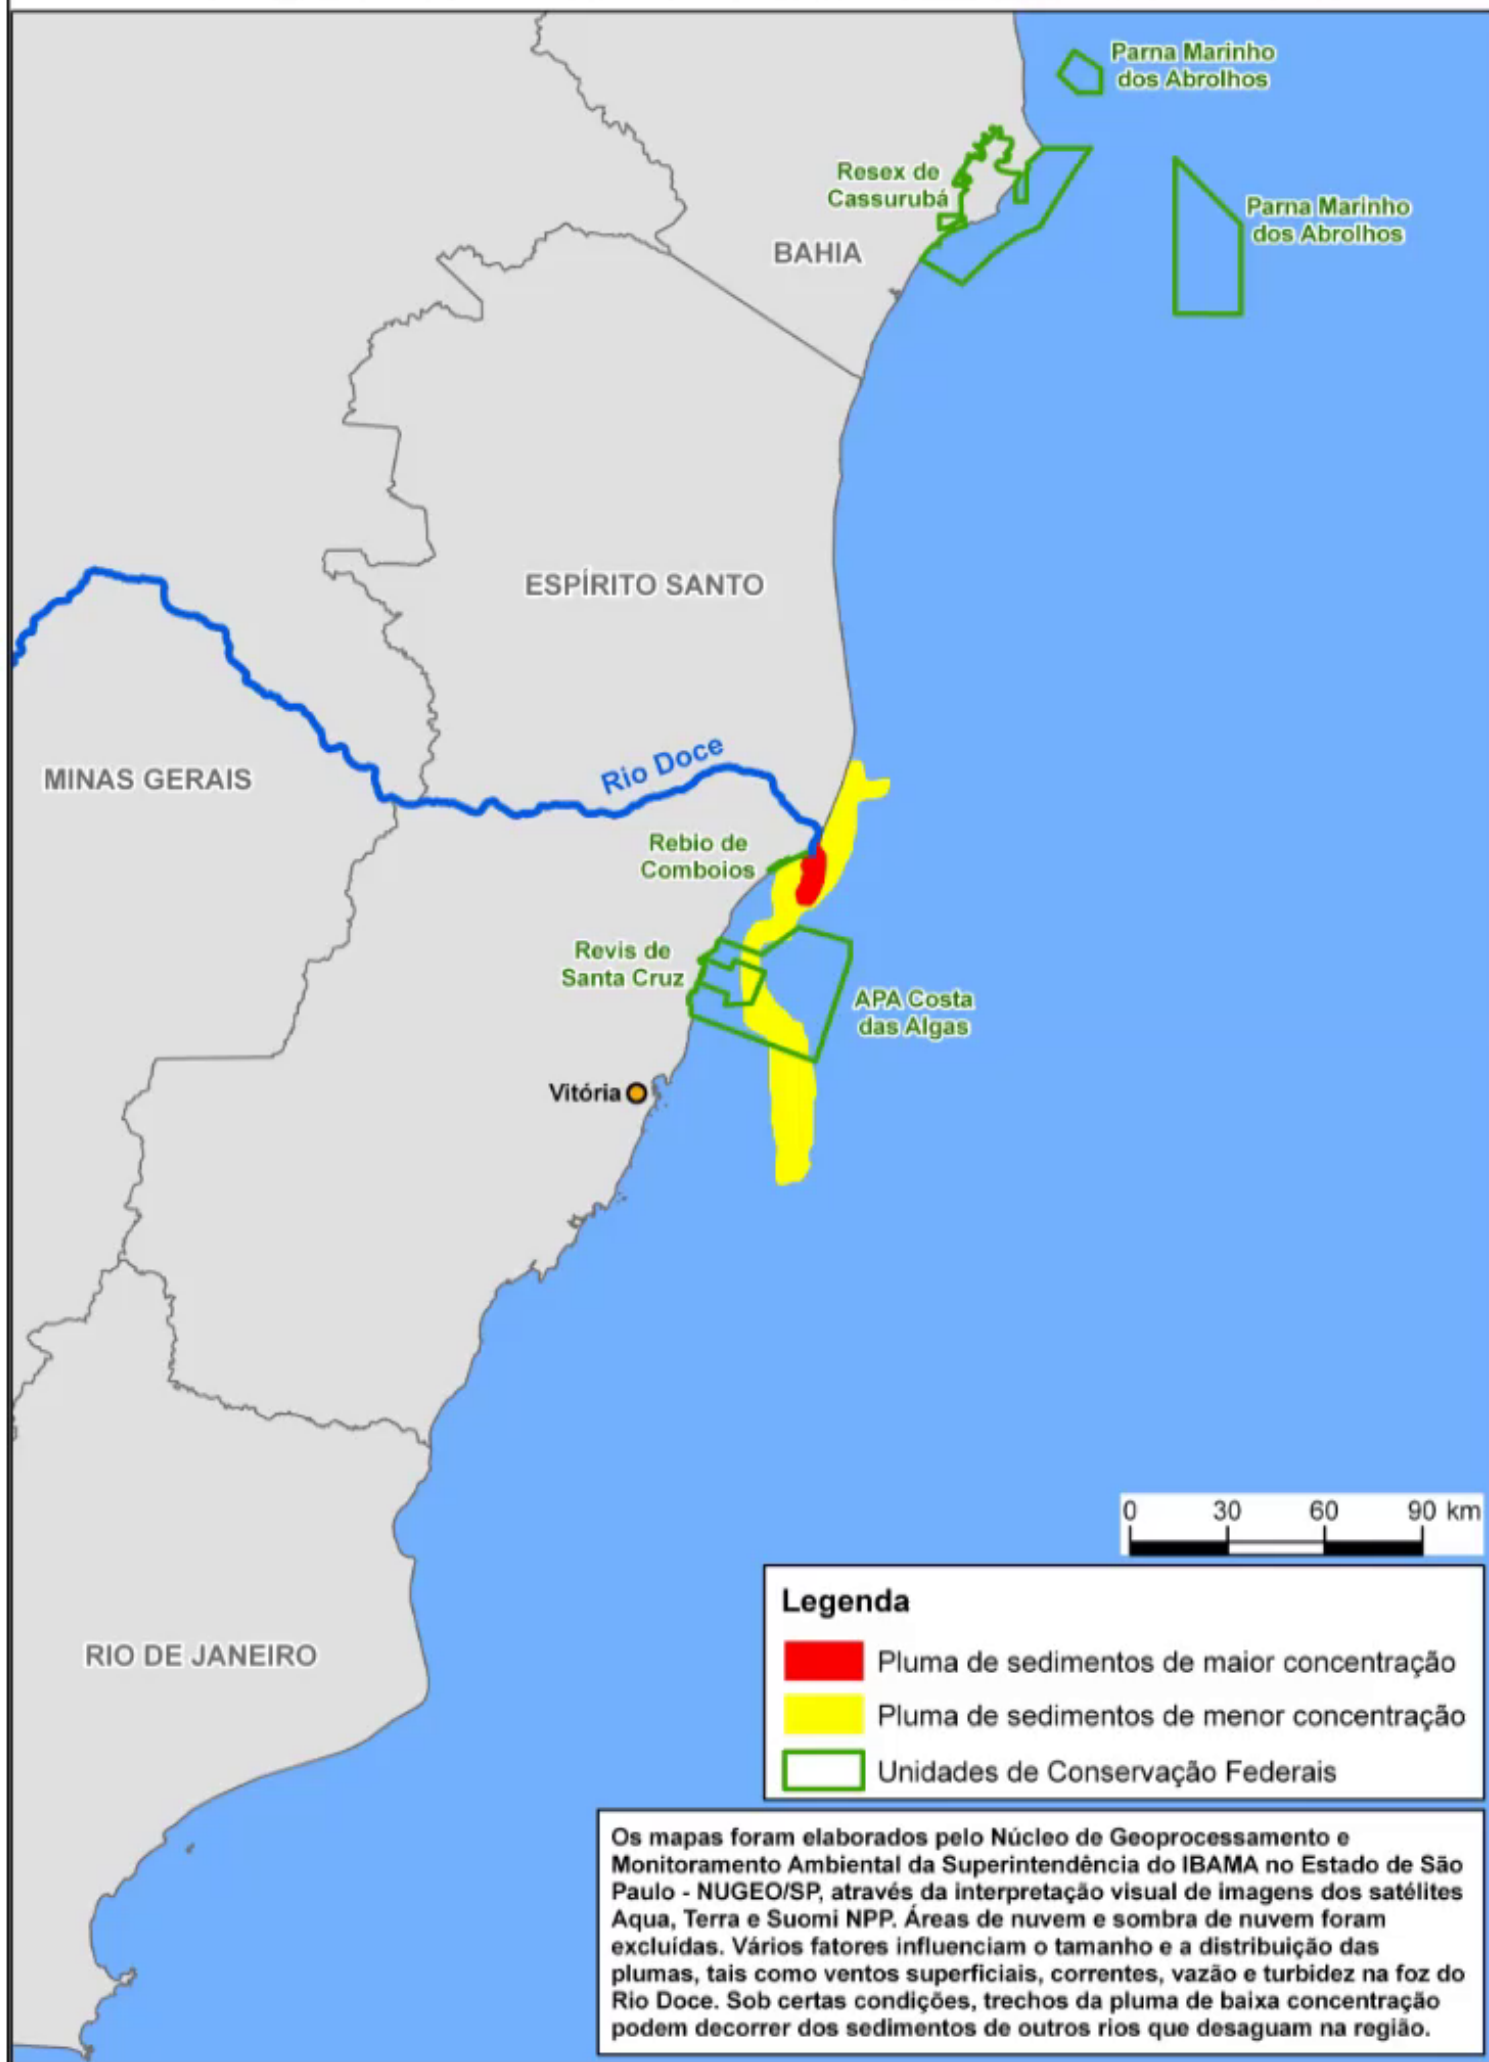 Parna Marinho
dos Abrolhos
Resex de
Cassurubá
Parna Marinho
dos Abrolhos
BAHIA
ESPÍRITO SANTO
Rio Doce
MINAS GERAIS
Rebio de
Comboios
Revis de
Santa Cruz
APA Costa
das Algas
Vitória
0 30 60 90 km
RIO DE JANEIRO
Legenda
Pluma de sedimentos de maior concentração
Pluma de sedimentos de menor concentração
Unidades de Conservação Federais
Os mapas foram elaborados pelo Núcleo de Geoprocessamento e
Monitoramento Ambiental da Superintendência do IBAMA no Estado de São
Paulo - NUGEO/SP, através da interpretação visual de imagens dos satélites
Aqua, Terra e Suomi NPP. Áreas de nuvem e sombra de nuvem foram
excluídas. Vários fatores influenciam o tamanho e a distribuição das
plumas, tais como ventos superficiais, correntes, vazão e turbidez na foz do
Rio Doce. Sob certas condições, trechos da pluma de baixa concentração
podem decorrer dos sedimentos de outros rios que desaguam na região.